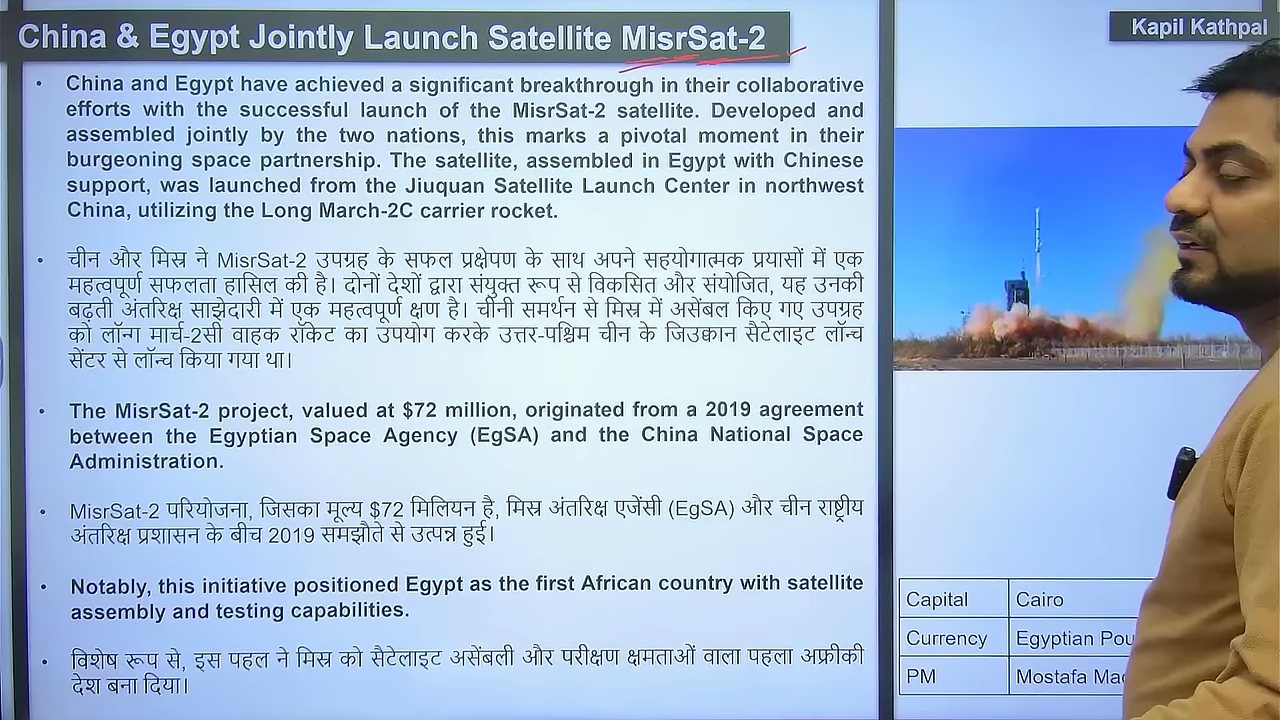 China & Egypt Jointly Launch Satellite MisrSat-2
Kapil Kathpal
• China and Egypt have achieved a significant breakthrough in their collaborative
efforts with the successful launch of the MisrSat-2 satellite. Developed and
assembled jointly by the two nations, this marks a pivotal moment in their
burgeoning space partnership. The satellite, assembled in Egypt with Chinese
support, was launched from the Jiuquan Satellite Launch Center in northwest
China, utilizing the Long March-2C carrier rocket.
• चीन और मिस्र ने MisrSat-2 उपग्रह के सफल प्रक्षेपण के साथ अपने सहयोगात्मक प्रयासों में एक
महत्वपूर्ण सफलता हासिल की है। दोनों देशों द्वारा संयुक्त रूप से विकसित और संयोजित, यह उनकी
बढ़ती अंतरिक्ष साझेदारी में एक महत्वपूर्ण क्षण है। चीनी समर्थन से मिस्र में असेंबल किए गए उपग्रह
को लॉन्ग मार्च-2सी वाहक रॉकेट का उपयोग करके उत्तर-पश्चिम चीन के जिउक्वान सैटेलाइट लॉन्च
सेंटर से लॉन्च किया गया था।
• The MisrSat-2 project, valued at $72 million, originated from a 2019 agreement
between the Egyptian Space Agency (EgSA) and the China National Space
Administration.
• MisrSat-2 परियोजना, जिसका मूल्य $72 मिलियन है, मिस्र अंतरिक्ष एजेंसी (EgSA) और चीन राष्ट्रीय
अंतरिक्ष प्रशासन के बीच 2019 समझौते से उत्पन्न हुई।
• Notably, this initiative positioned Egypt as the first African country with satellite
assembly and testing capabilities.
• विशेष रूप से, इस पहल ने मिस्र को सैटेलाइट असेंबली और परीक्षण क्षमताओं वाला पहला अफ्रीकी
देश बना दिया।
Capital Cairo
Currency Egyptian
PM Mostafa